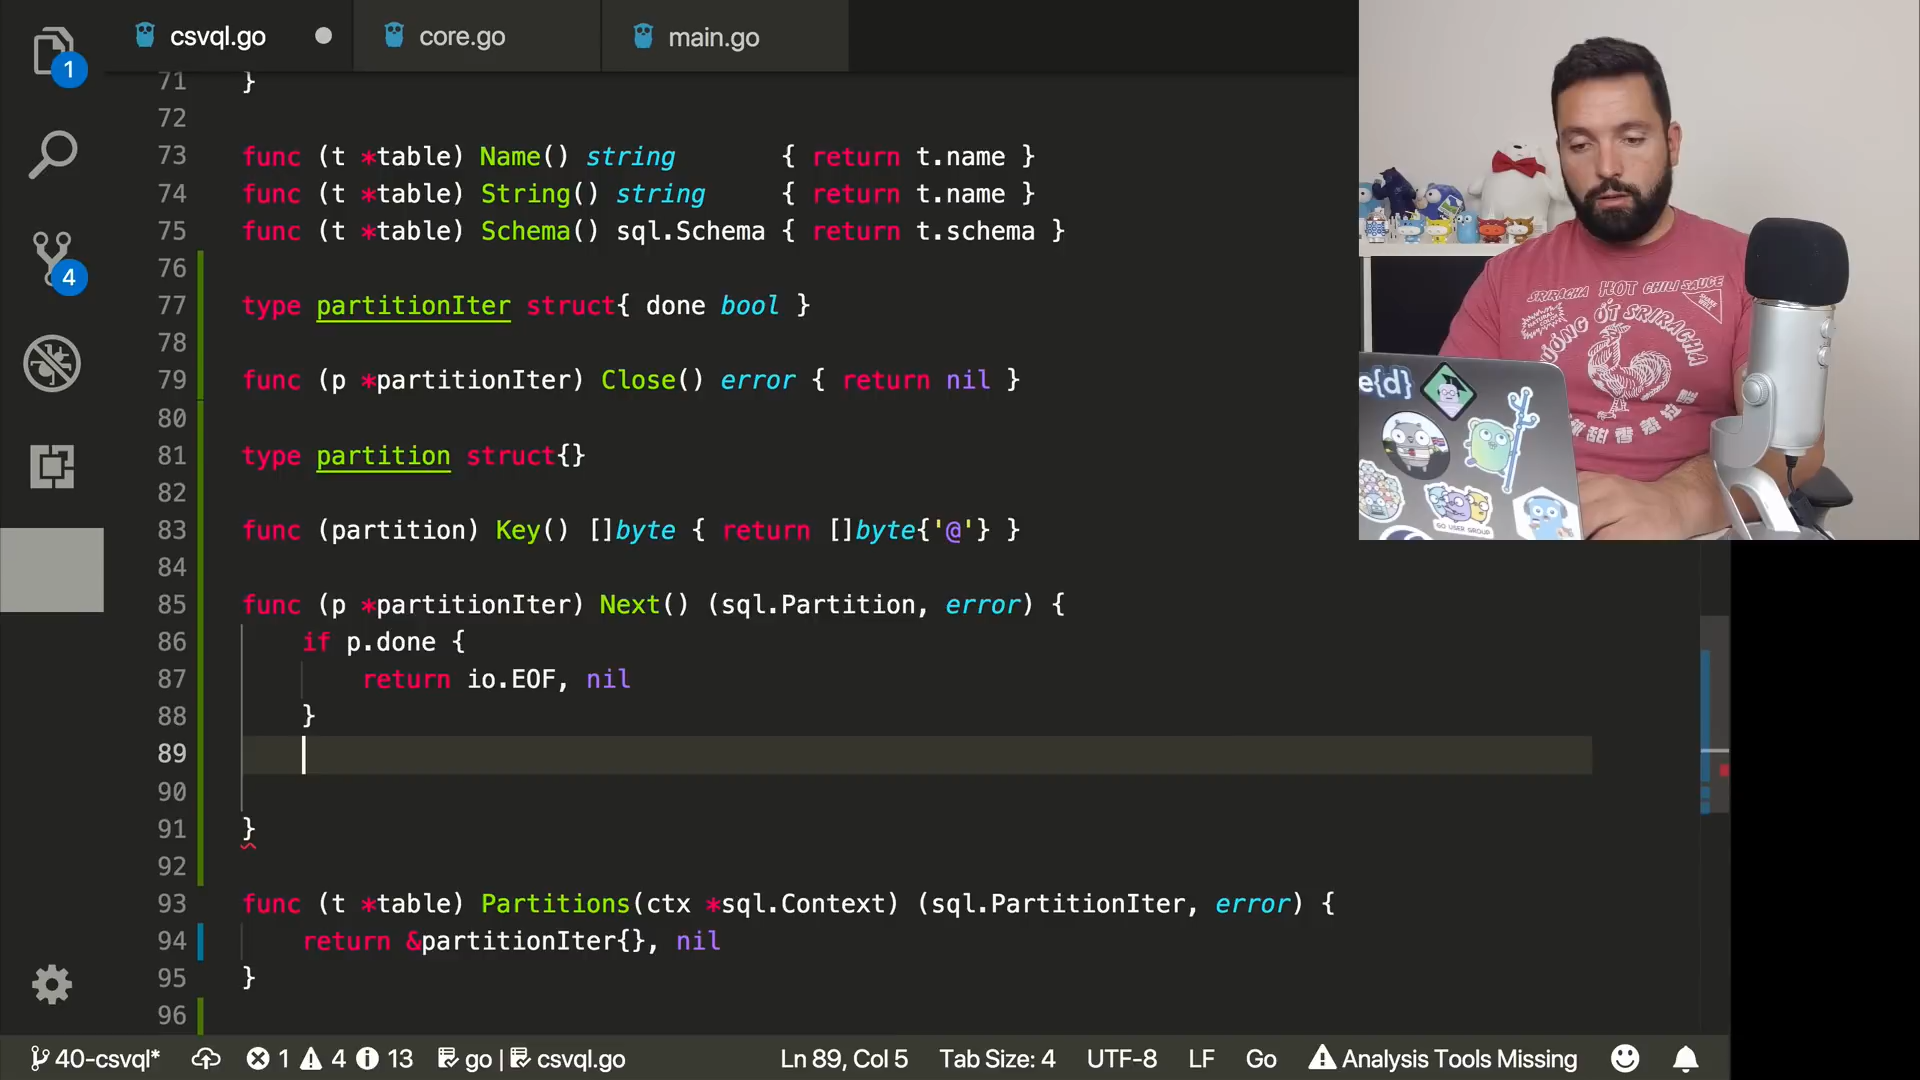 csvql.go
core.go
main.go
1
4
71 }
72
73 func (t *table) Name() string { return t.name }
74 func (t *table) String() string { return t.name }
75 func (t *table) Schema() sql.Schema { return t.schema }
76
77 type partitionIter struct{ done bool }
78
79 func (p *partitionIter) Close() error { return nil }
80
81 type partition struct{}
82
83 func (partition) Key() []byte { return []byte{'@'} }
84
85 func (p *partitionIter) Next() (sql.Partition, error) {
86 if p.done {
87 return io.EOF, nil
88 }
89
90
91 }
92
93 func (t *table) Partitions(ctx *sql.Context) (sql.PartitionIter, error) {
94 return &partitionIter{}, nil
95 }
96
40-csvql* 1 4 13 go | csvql.go Ln 89, Col 5 Tab Size: 4 UTF-8 LF Go Analysis Tools Missing
SRIRACHA HOT CHILI SAUCE
HUONG OT SRIRACHA
e{d}
GO USER GROUP